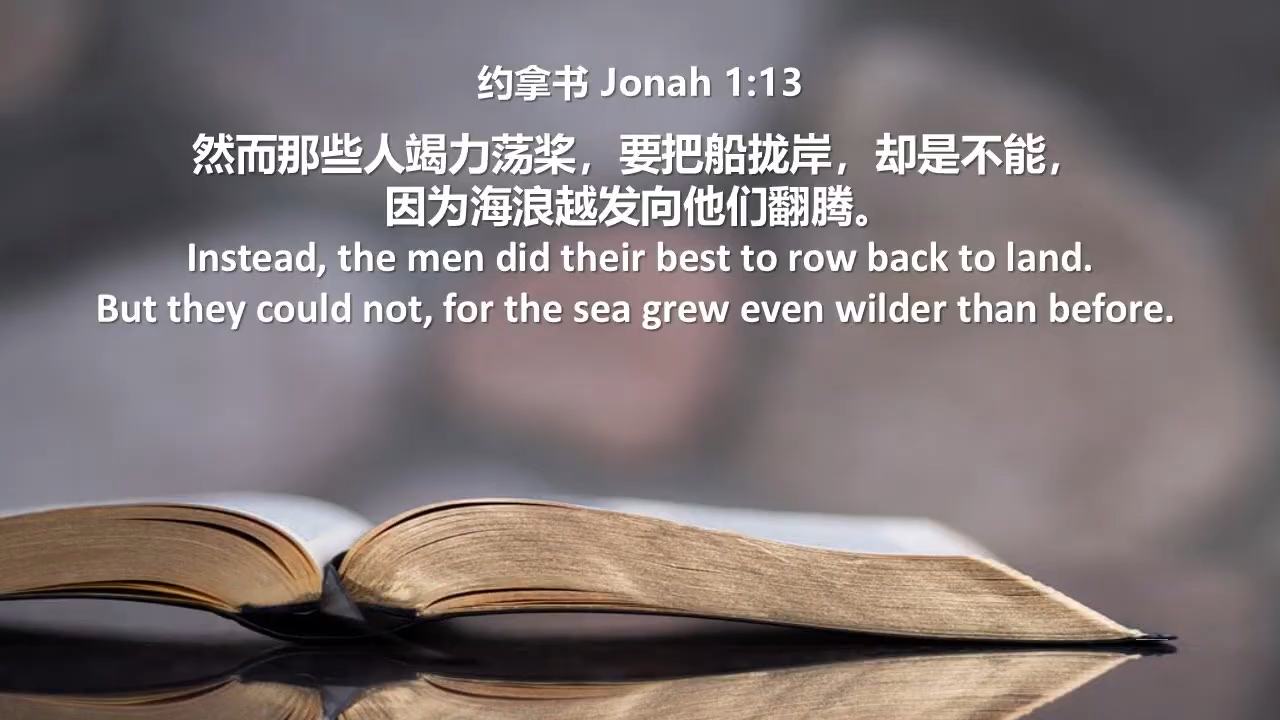 约拿书 Jonah 1:13
然而那些人竭力荡桨，要把船拢岸，却是不能，
因为海浪越发向他们翻腾。
Instead, the men did their best to row back to land.
But they could not, for the sea grew even wilder than before.